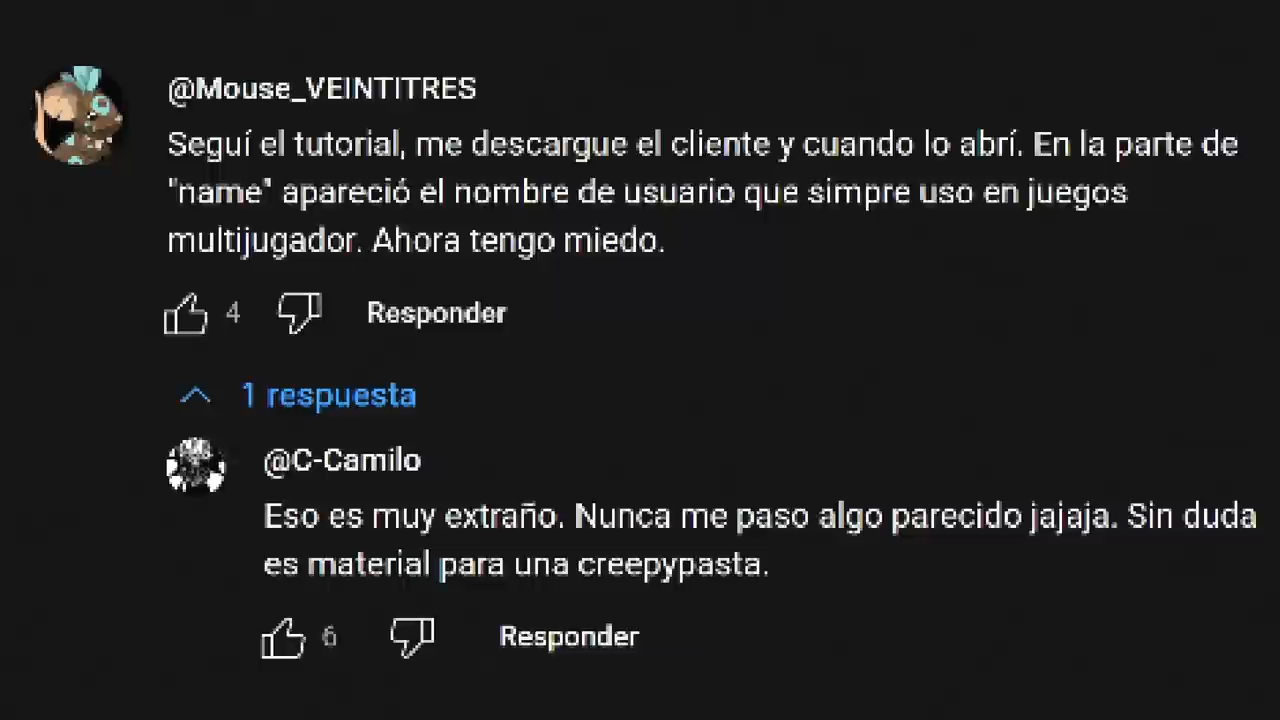 @Mouse_VEINTITRES
Seguí el tutorial, me descargue el cliente y cuando lo abrí. En la parte de
"name" apareció el nombre de usuario que simpre uso en juegos
multijugador. Ahora tengo miedo.
4 Responder
1 respuesta
@C-Camilo
Eso es muy extraño. Nunca me paso algo parecido jajaja. Sin duda
es material para una creepypasta.
6 Responder